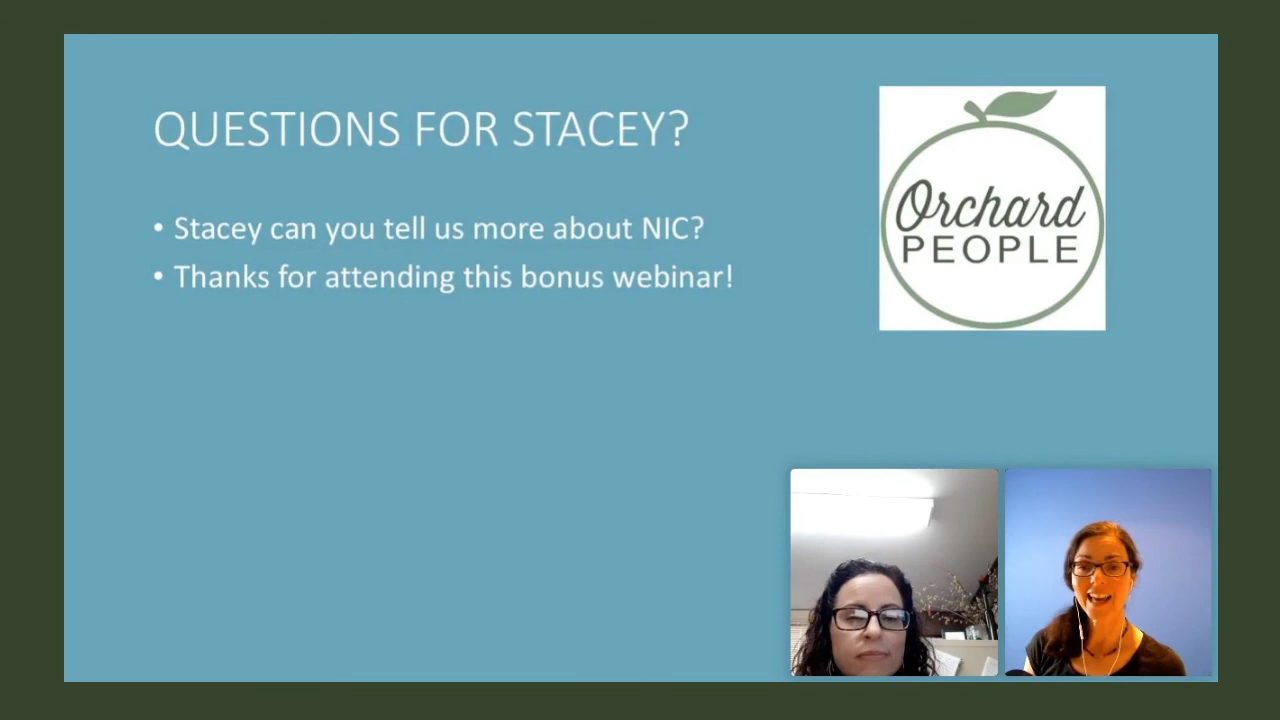 QUESTIONS FOR STACEY?
• Stacey can you tell us more about NIC?
• Thanks for attending this bonus webinar!
Orchard
PEOPLE